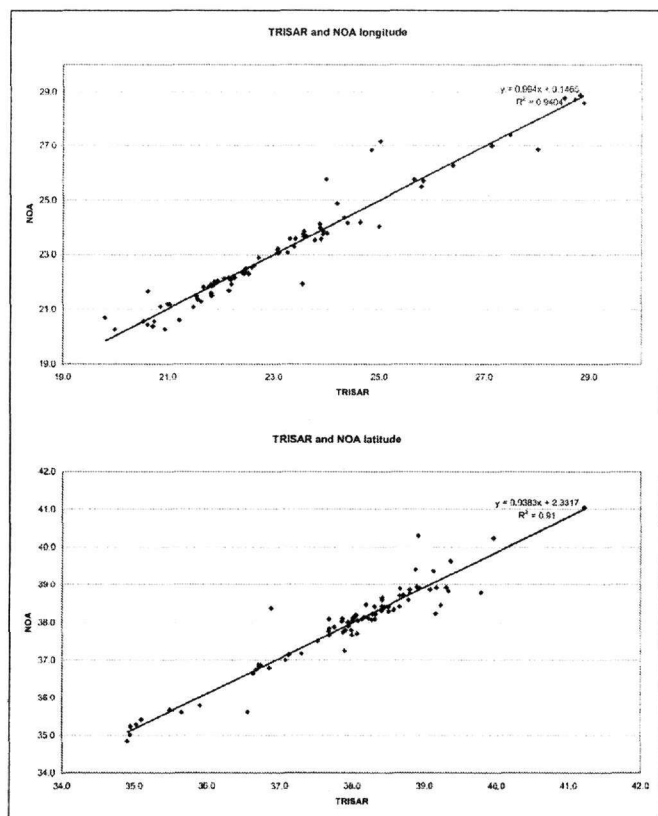 TRISAR and NOA longitude
y = 0.994x + 0.1465
R² = 0.9404
29.0
27.0
25.0
23.0
21.0
19.0
NOA
19.0 21.0 23.0 25.0 27.0 29.0
TRISAR
TRISAR and NOA latitude
42.0
y = 0.9383x + 2.3317
R² = 0.91
41.0
40.0
39.0
38.0
37.0
36.0
35.0
34.0
NOA
34.0 35.0 36.0 37.0 38.0 39.0 40.0 41.0 42.0
TRISAR